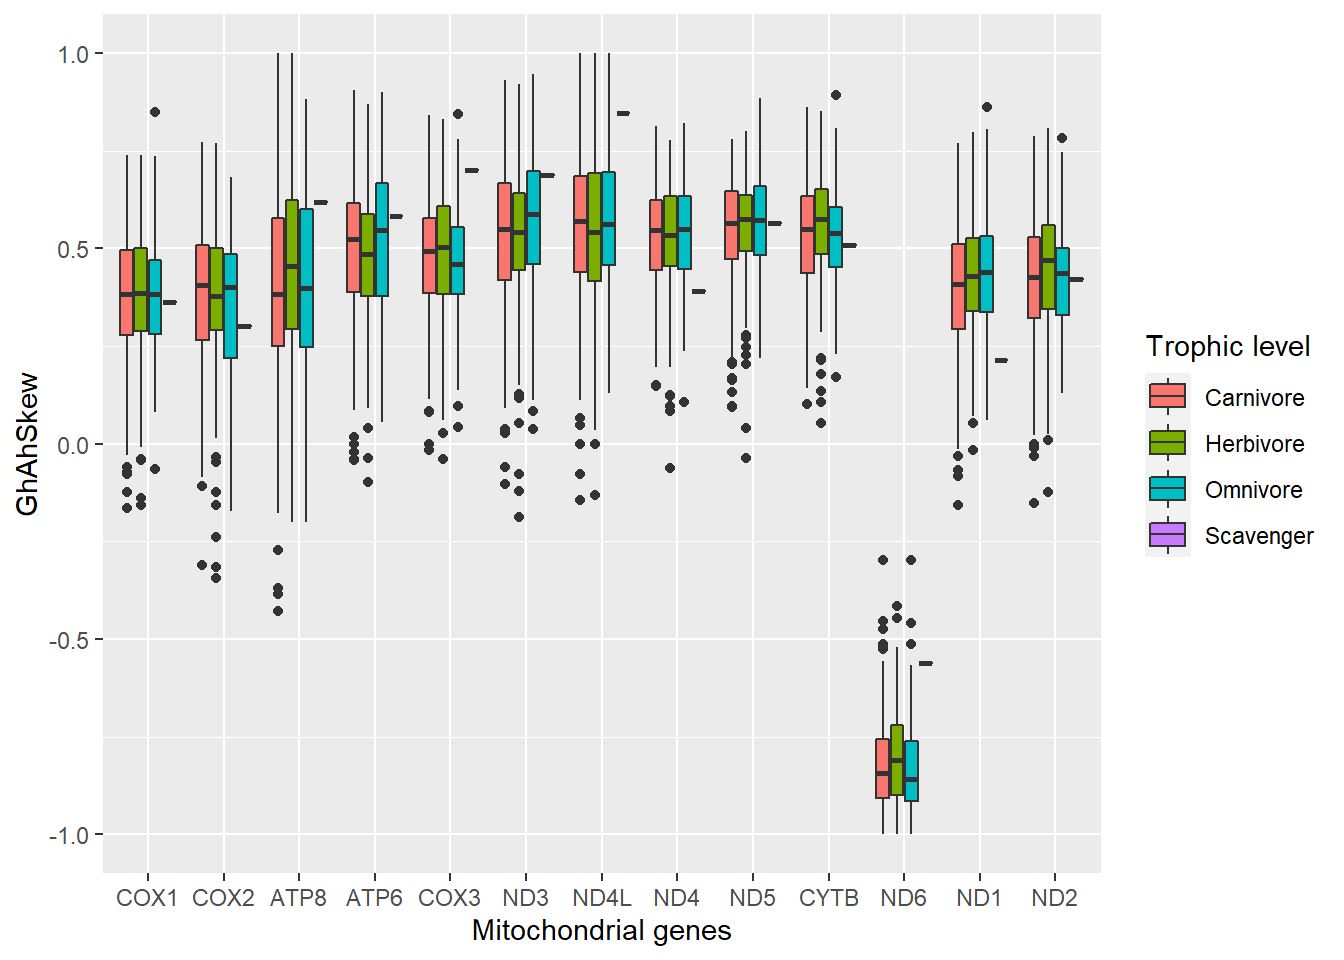 1.0
0.5
0.0
-0.5
-1.0
GhAhSkew
COX1 COX2 ATP8 ATP6 COX3 ND3 ND4L ND4 ND5 CYTB ND6 ND1 ND2
Mitochondrial genes
Trophic level
Carnivore
Herbivore
Omnivore
Scavenger